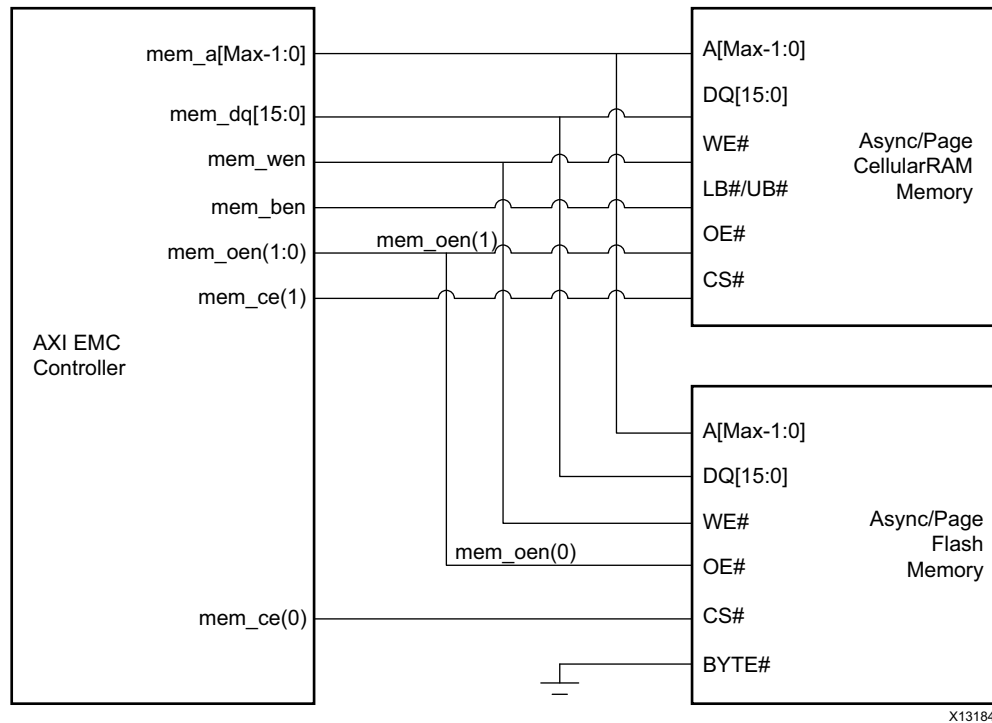 mem_a[Max-1:0]
mem_dq[15:0]
mem_wen
mem_ben
mem_oen(1:0)
mem_ce(1)
AXI EMC
Controller
mem_ce(0)
mem_oen(1)
mem_oen(0)
A[Max-1:0]
DQ[15:0]
WE#
LB#/UB#
OE#
CS#
Async/Page
CellularRAM
Memory
A[Max-1:0]
DQ[15:0]
WE#
OE#
CS#
BYTE#
Async/Page
Flash
Memory
X13184